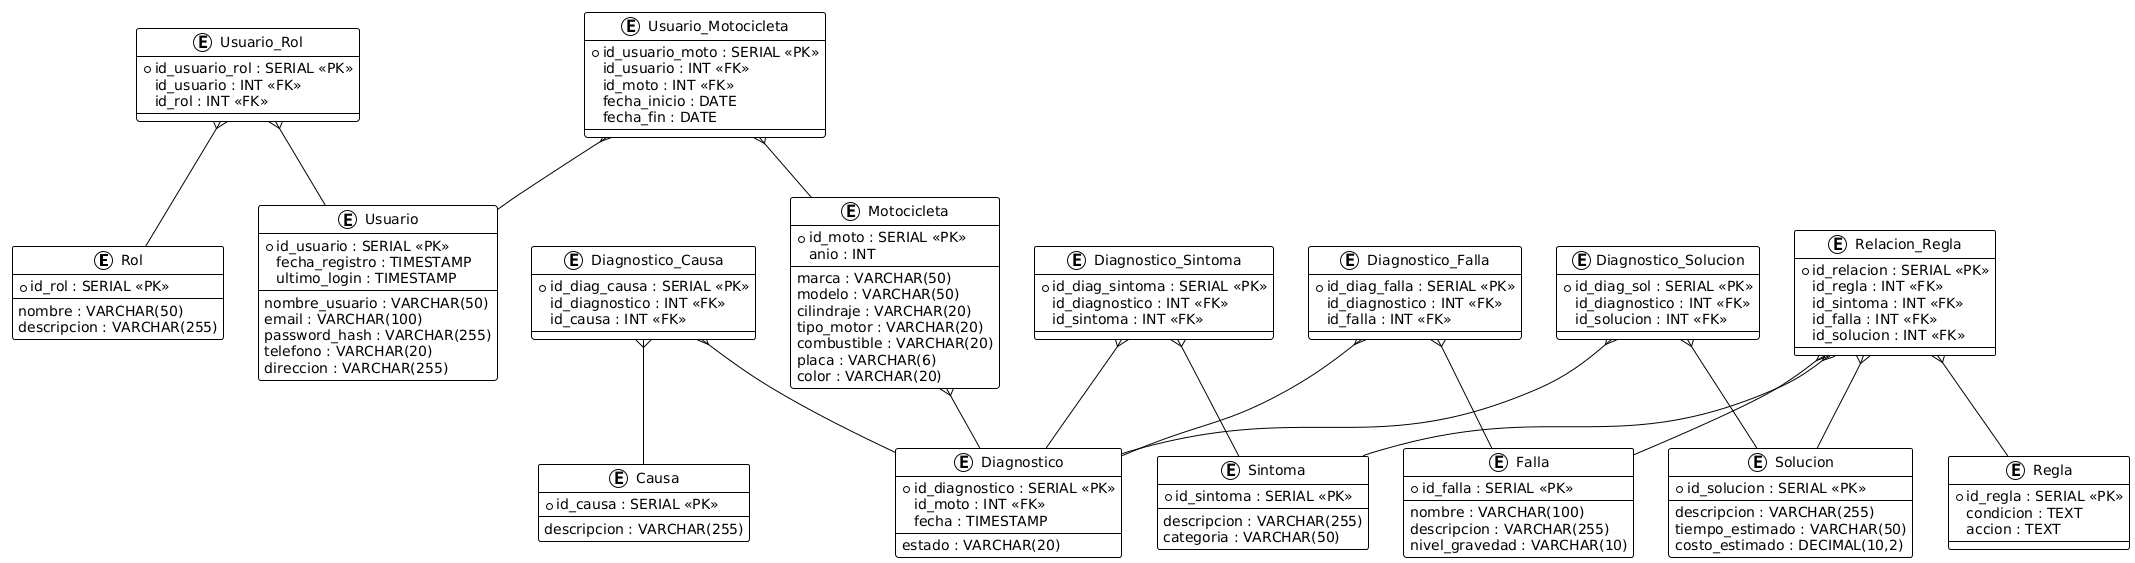 E Usuario_Rol
id_usuario_rol : SERIAL «PK»
id_usuario : INT «FK»
id_rol : INT «FK»
E Usuario_Motocicleta
id_usuario_moto : SERIAL «PK»
id_usuario : INT «FK»
id_moto : INT «FK»
fecha_inicio : DATE
fecha_fin : DATE
E Rol
id_rol : SERIAL «PK»
nombre : VARCHAR(50)
descripcion : VARCHAR(255)
E Usuario
id_usuario : SERIAL «PK»
fecha_registro : TIMESTAMP
ultimo_login : TIMESTAMP
nombre_usuario : VARCHAR(50)
email : VARCHAR(100)
password_hash : VARCHAR(255)
telefono : VARCHAR(20)
direccion : VARCHAR(255)
E Diagnostico_Causa
id_diag_causa : SERIAL «PK»
id_diagnostico : INT «FK»
id_causa : INT «FK»
E Motocicleta
id_moto : SERIAL «PK»
anio : INT
marca : VARCHAR(50)
modelo : VARCHAR(50)
cilindraje : VARCHAR(20)
tipo_motor : VARCHAR(20)
combustible : VARCHAR(20)
placa : VARCHAR(6)
color : VARCHAR(20)
E Diagnostico_Sintoma
id_diag_sintoma : SERIAL «PK»
id_diagnostico : INT «FK»
id_sintoma : INT «FK»
E Diagnostico_Falla
id_diag_falla : SERIAL «PK»
id_diagnostico : INT «FK»
id_falla : INT «FK»
E Diagnostico_Solucion
id_diag_sol : SERIAL «PK»
id_diagnostico : INT «FK»
id_solucion : INT «FK»
E Relacion_Regla
id_relacion : SERIAL «PK»
id_regla : INT «FK»
id_sintoma : INT «FK»
id_falla : INT «FK»
id_solucion : INT «FK»
E Causa
id_causa : SERIAL «PK»
descripcion : VARCHAR(255)
E Diagnostico
id_diagnostico : SERIAL «PK»
id_moto : INT «FK»
fecha : TIMESTAMP
estado : VARCHAR(20)
E Sintoma
id_sintoma : SERIAL «PK»
descripcion : VARCHAR(255)
categoria : VARCHAR(50)
E Falla
id_falla : SERIAL «PK»
nombre : VARCHAR(100)
descripcion : VARCHAR(255)
nivel_gravedad : VARCHAR(10)
E Solucion
id_solucion : SERIAL «PK»
descripcion : VARCHAR(255)
tiempo_estimado : VARCHAR(50)
costo_estimado : DECIMAL(10,2)
E Regla
id_regla : SERIAL «PK»
condicion : TEXT
accion : TEXT